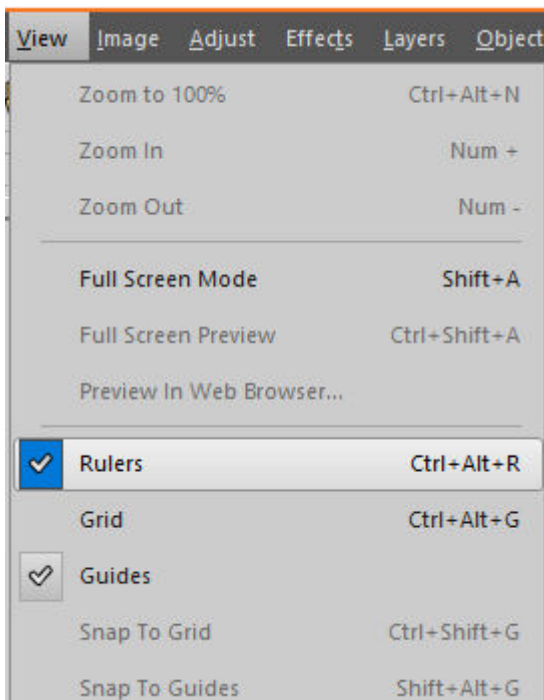 View Image Adjust Effects Layers Object
Zoom to 100% Ctrl+Alt+N
Zoom In Num +
Zoom Out Num -
Full Screen Mode Shift+A
Full Screen Preview Ctrl+Shift+A
Preview In Web Browser...
Rulers Ctrl+Alt+R
Grid Ctrl+Alt+G
Guides
Snap To Grid Ctrl+Shift+G
Snap To Guides Shift+Alt+G